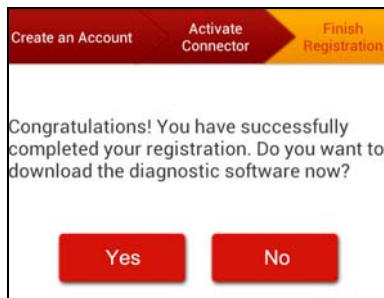 Create an Account
Activate
Connector
Finish
Registration
Congratulations! You have successfully
completed your registration. Do you want to
download the diagnostic software now?
Yes No